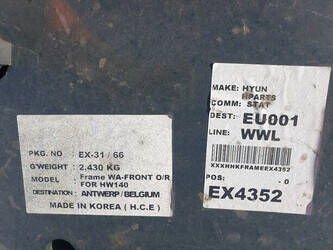 PKG. NO : EX-31 / 66
G'WEIGHT : 2,430 KG
MODEL : Frame WA-FRONT O/R
FOR HW140
DESTINATION : ANTWERP / BELGIUM
MADE IN KOREA ( H.C.E )
MAKE: HYUN
HPARTS
COMM: STAT
DEST: EU001
LINE: WWL
XXXHHKFRAMEEX4352
POS: - 0
EX4352